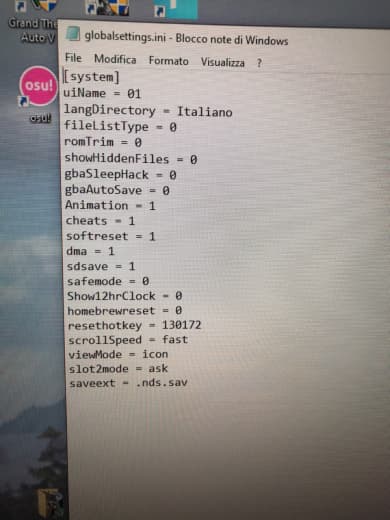 Grand The
Auto V
globalsettings.ini - Blocco note di Windows
File Modifica Formato Visualizza ?
[system]
uiName = 01
langDirectory = Italiano
fileListType = 0
romTrim = 0
showHiddenFiles = 0
gbaSleepHack = 0
gbaAutoSave = 0
Animation = 1
cheats = 1
softreset = 1
dma = 1
sdsave = 1
safemode = 0
Show12hrClock = 0
homebrewreset = 0
resethotkey = 130172
scrollSpeed = fast
viewMode = icon
slot2mode = ask
saveext = .nds.sav
osu!
osu!